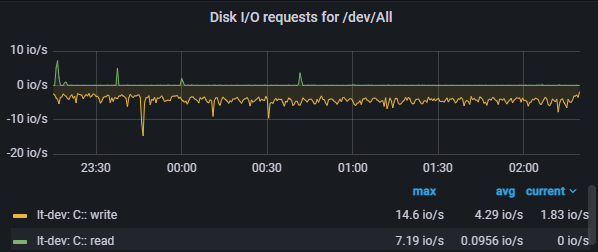 Disk I/O requests for /dev/All
10 io/s
0 io/s
-10 io/s
-20 io/s
23:30 00:00 00:30 01:00 01:30 02:00
max avg current
lt-dev: C:: write 14.6 io/s 4.29 io/s 1.83 io/s
lt-dev: C:: read 7.19 io/s 0.0956 io/s 0 io/s